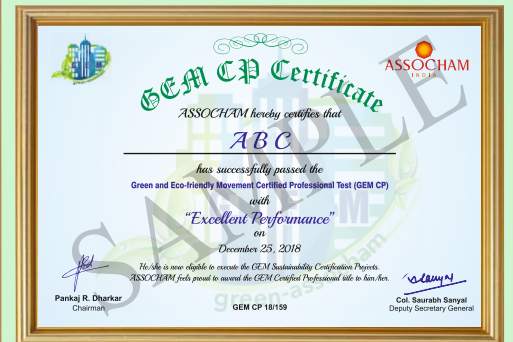 GEM CP Certificate
ASSOCHAM
INDIA
ASSOCHAM hereby certifies that
A B C
has successfully passed the
Green and Eco-friendly Movement Certified Professional Test (GEM CP)
with
"Excellent Performance"
on
December 25, 2018
He/she is now eligible to execute the GEM Sustainability Certification Projects.
ASSOCHAM feels proud to award the GEM Certified Professional title to him/her.
Pankaj R. Dharkar
Chairman
GEM CP 18/159
Col. Saurabh Sanyal
Deputy Secretary General
SAMPLE